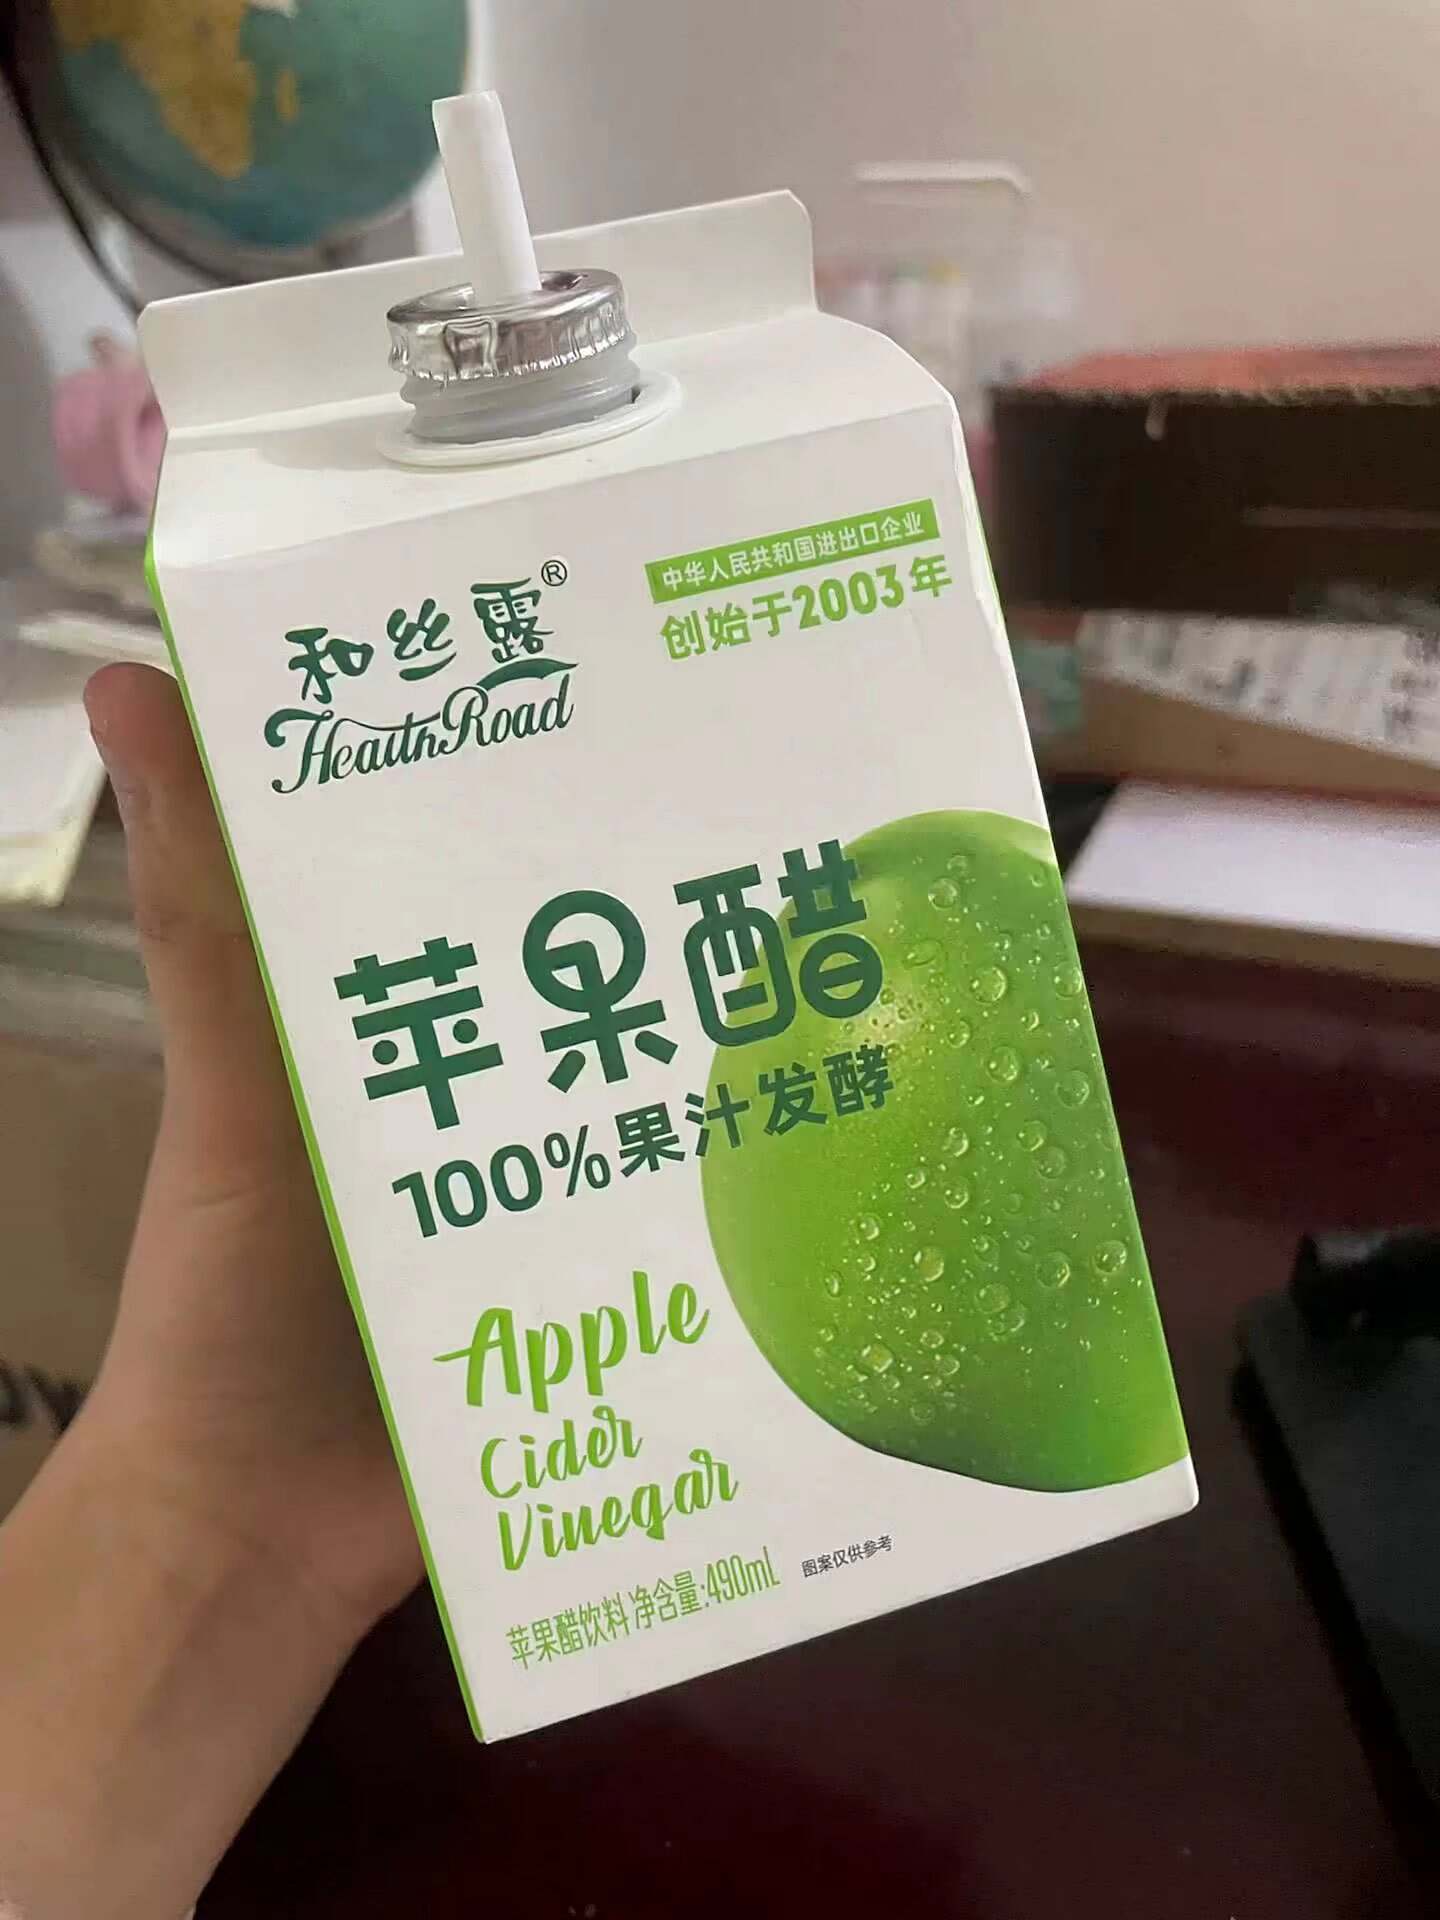 和丝露®
HealthRoad
中华人民共和国进出口企业
创始于2003年
苹果醋
100%果汁发酵
Apple
Cider
Vinegar
苹果醋饮料 净含量:490mL
图案仅供参考